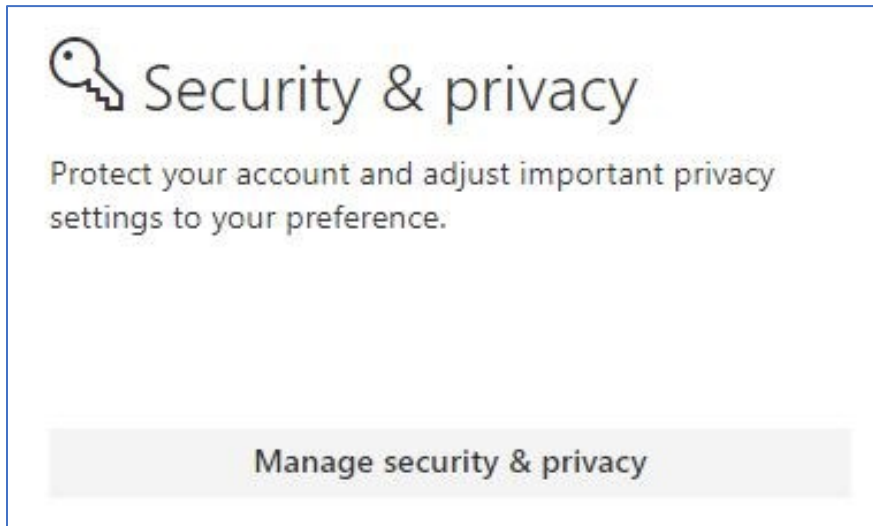 Security & privacy
Protect your account and adjust important privacy
settings to your preference.
Manage security & privacy